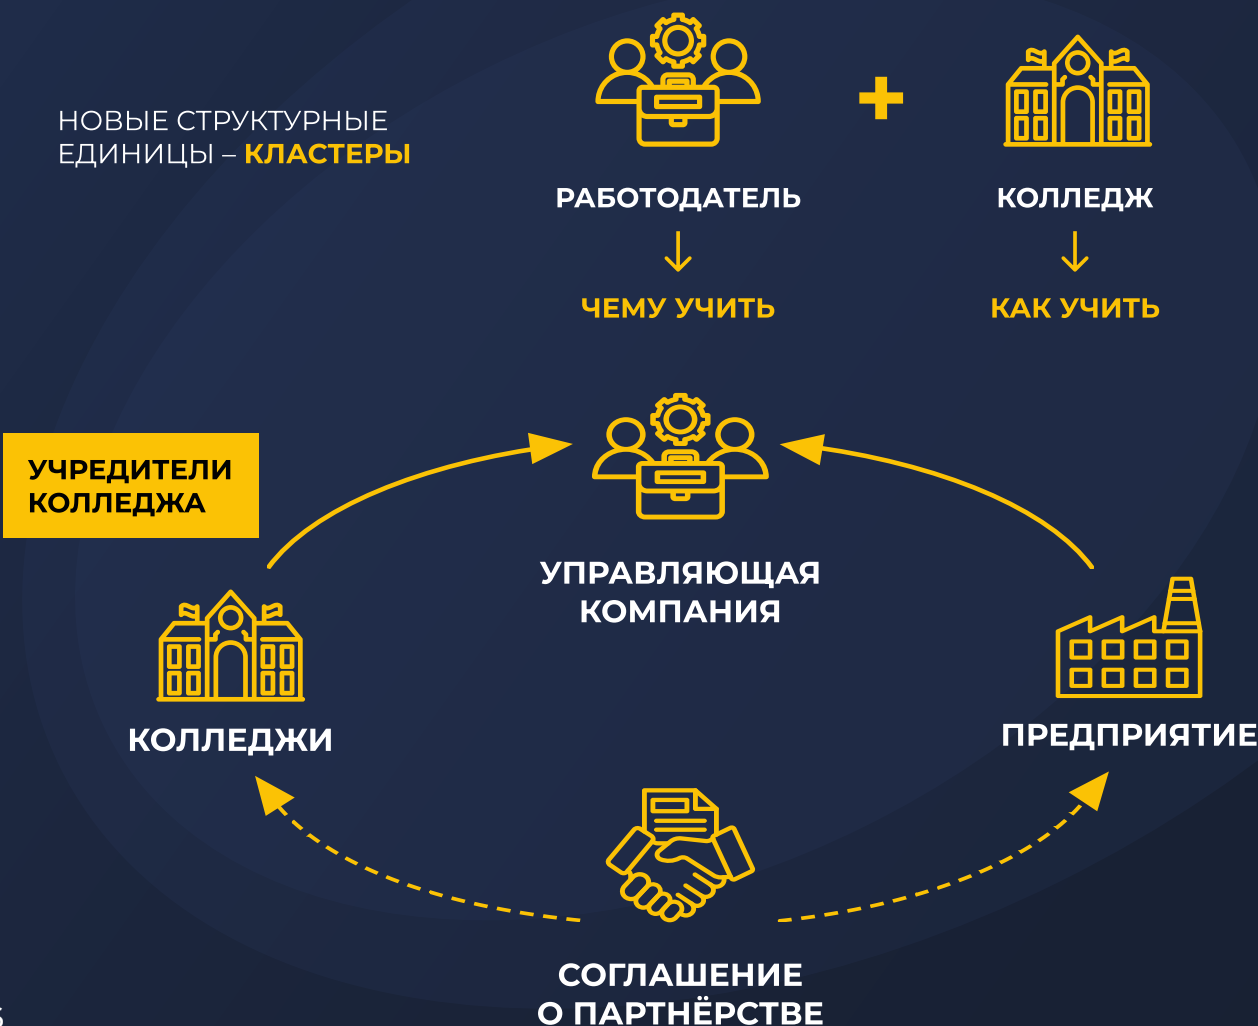 НОВЫЕ СТРУКТУРНЫЕ
ЕДИНИЦЫ – КЛАСТЕРЫ
РАБОТОДАТЕЛЬ
+
КОЛЛЕДЖ
ЧЕМУ УЧИТЬ
КАК УЧИТЬ
УЧРЕДИТЕЛИ
КОЛЛЕДЖА
УПРАВЛЯЮЩАЯ
КОМПАНИЯ
КОЛЛЕДЖИ
ПРЕДПРИЯТИЕ
СОГЛАШЕНИЕ
О ПАРТНЁРСТВЕ